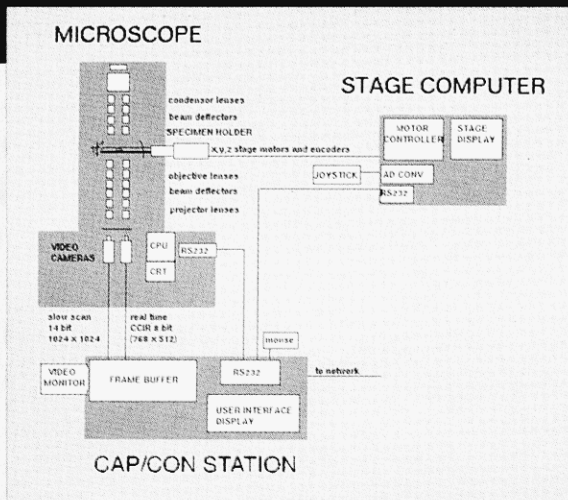 MICROSCOPE
STAGE COMPUTER
condensor lenses
beam deflectors
SPECIMEN HOLDER
x,y,z stage motors and encoders
objective lenses
beam deflectors
projector lenses
MOTOR
CONTROLLER
STAGE
DISPLAY
JOYSTICK
AD CONV
RS232
VIDEO
CAMERAS
CPU
CRT
RS232
slow scan
14 bit
1024 x 1024
real time
CCIR 8 bit
(768 x 512)
mouse
VIDEO
MONITOR
FRAME BUFFER
RS232
to network
USER INTERFACE
DISPLAY
CAP/CON STATION